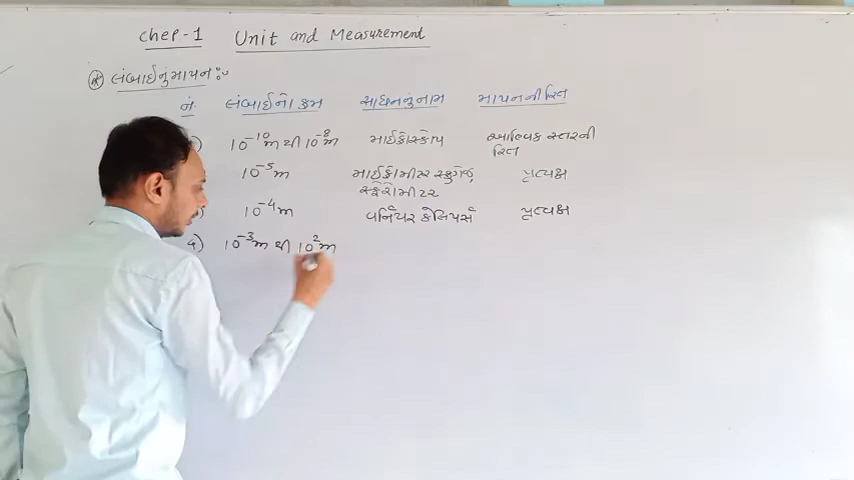 Chep-1 Unit and Measurement
* લંબાઈનું માપન :-
નં. લંબાઈનો ક્રમ સાધનનું નામ માપનની રિત
10⁻¹⁰m થી 10⁻⁸m માઈક્રોસ્કોપ આણ્વિક સ્તરની રિત
10⁻⁵m માઈક્રોમીટર સ્ક્રુગેજ, સ્ફેરોમીટર પ્રત્યક્ષ
10⁻⁴m વર્નિયર કેલિપર્સ પ્રત્યક્ષ
4) 10⁻³m થી 10²m